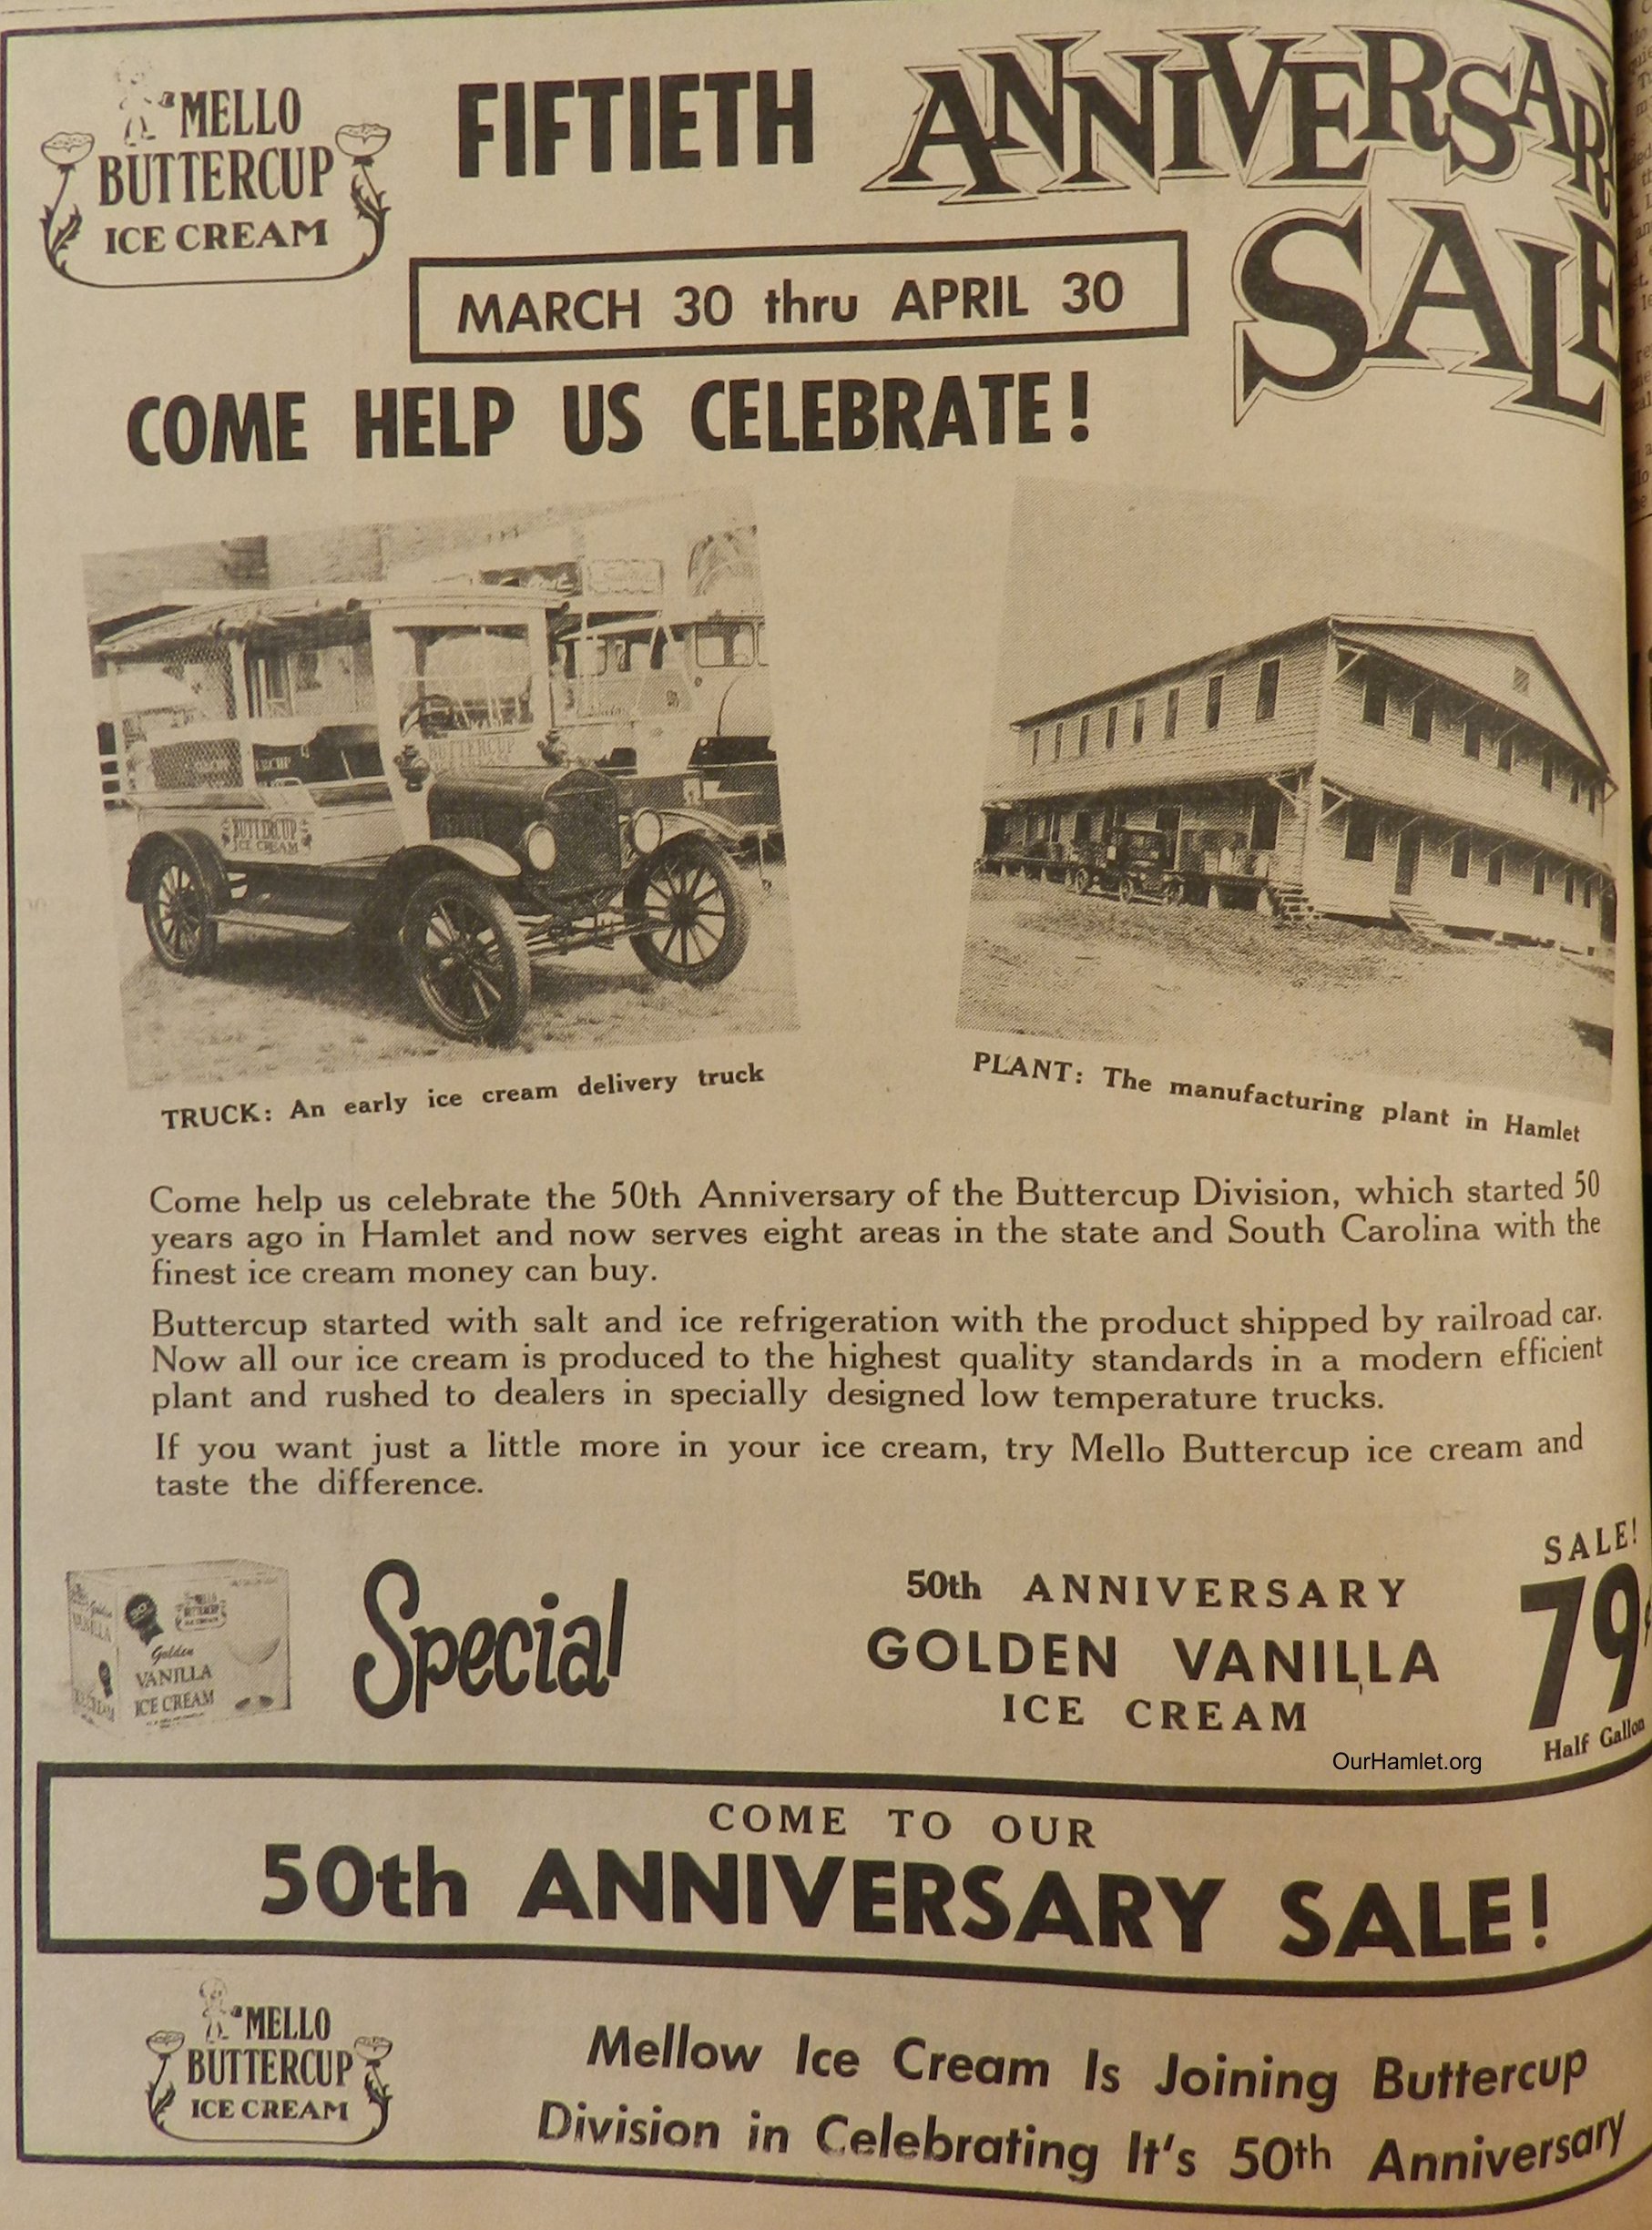 MELLO
BUTTERCUP
ICE CREAM
FIFTIETH
ANNIVERSARY
SALE
MARCH 30 thru APRIL 30
COME HELP US CELEBRATE!
BUTTERCUP
BUTTERCUP
ICE CREAM
TRUCK: An early ice cream delivery truck
PLANT: The manufacturing plant in Hamlet
Come help us celebrate the 50th Anniversary of the Buttercup Division, which started 50
years ago in Hamlet and now serves eight areas in the state and South Carolina with the
finest ice cream money can buy.
Buttercup started with salt and ice refrigeration with the product shipped by railroad car.
Now all our ice cream is produced to the highest quality standards in a modern efficient
plant and rushed to dealers in specially designed low temperature trucks.
If you want just a little more in your ice cream, try Mello Buttercup ice cream and
taste the difference.
Golden
VANILLA
ICE CREAM
Special
50th ANNIVERSARY
GOLDEN VANILLA
ICE CREAM
SALE!
79¢
Half Gallon
OurHamlet.org
COME TO OUR
50th ANNIVERSARY SALE!
MELLO
BUTTERCUP
ICE CREAM
Mellow Ice Cream Is Joining Buttercup
Division in Celebrating It's 50th Anniversary